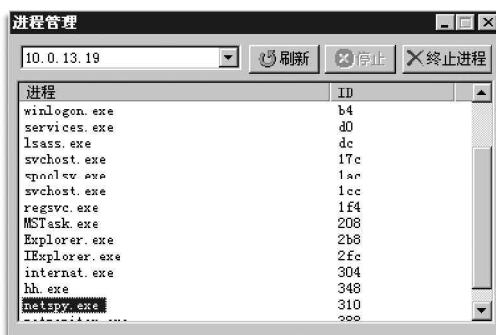 进程管理
10.0.13.19 刷新 停止 终止进程
进程 ID
winlogon.exe b4
services.exe d0
lsass.exe dc
svchost.exe 17c
spoolsv.exe 1ac
svchost.exe 1cc
regsvc.exe 1f4
MSTask.exe 208
Explorer.exe 2b8
IExplorer.exe 2fc
internat.exe 304
hh.exe 348
netspy.exe 310